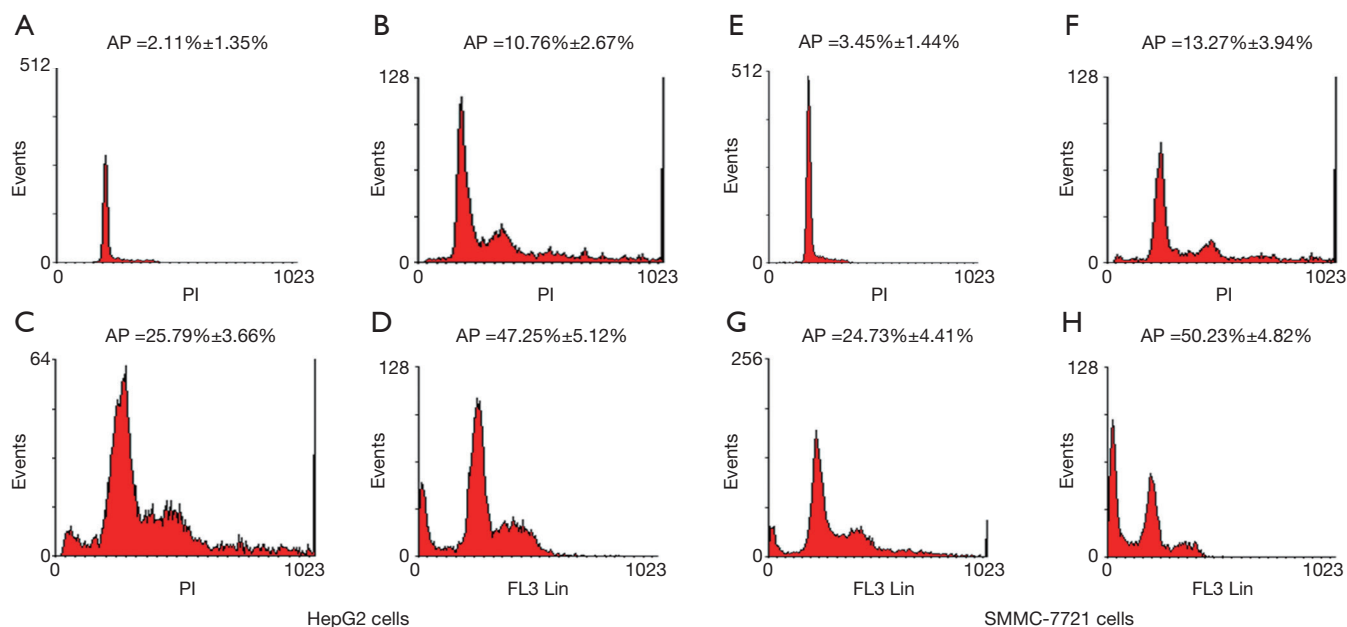 A
AP =2.11%±1.35%
512
Events
0
0
1023
PI
B
AP =10.76%±2.67%
128
Events
0
0
1023
PI
E
AP =3.45%±1.44%
512
Events
0
0
1023
PI
F
AP =13.27%±3.94%
128
Events
0
0
1023
PI
C
AP =25.79%±3.66%
64
Events
0
0
1023
PI
D
AP =47.25%±5.12%
128
Events
0
0
1023
FL3 Lin
HepG2 cells
G
AP =24.73%±4.41%
256
Events
0
0
1023
FL3 Lin
H
AP =50.23%±4.82%
128
Events
0
0
1023
FL3 Lin
SMMC-7721 cells